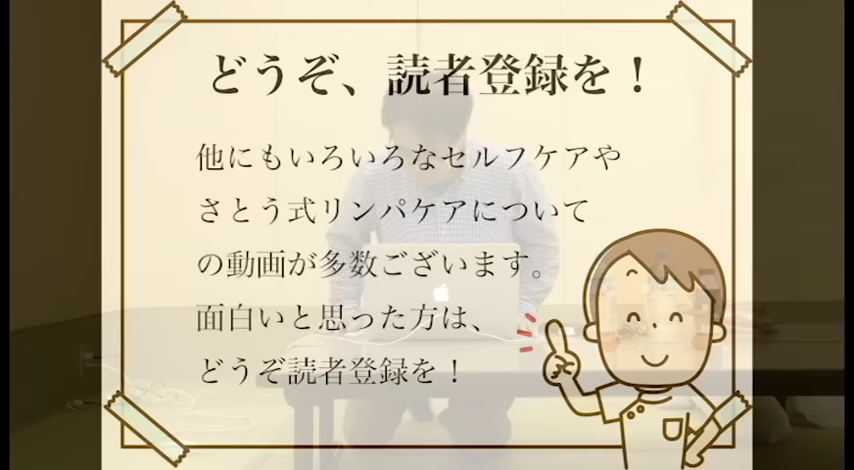 どうぞ、読者登録を！
他にもいろいろなセルフケアや
さとう式リンパケアについて
の動画が多数ございます。
面白いと思った方は、
どうぞ読者登録を！